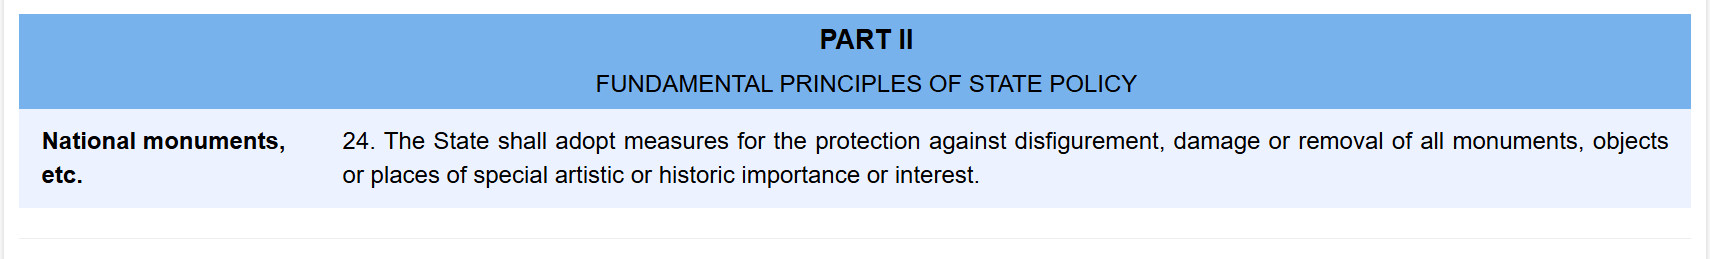 PART II
FUNDAMENTAL PRINCIPLES OF STATE POLICY
National monuments,
etc.
24. The State shall adopt measures for the protection against disfigurement, damage or removal of all monuments, objects
or places of special artistic or historic importance or interest.